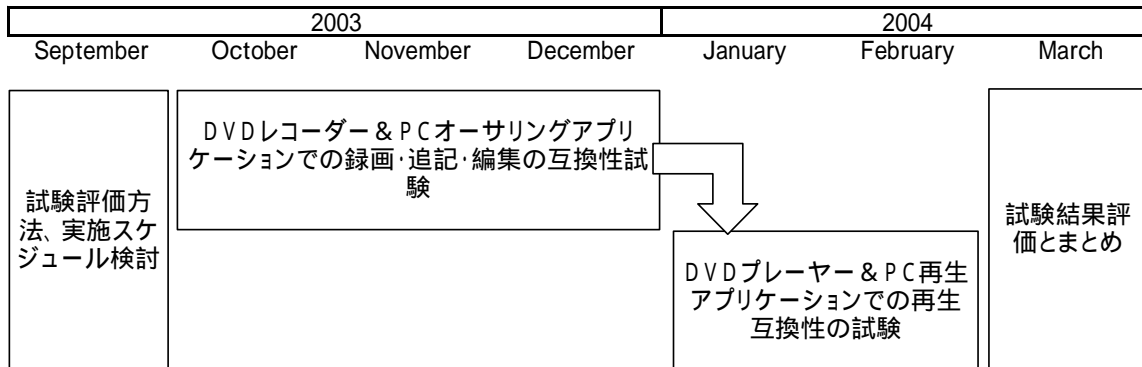 2003 2004
September October November December January February March
DVDレコーダー&PCオーサリングアプリ
ケーションでの録画・追記・編集の互換性試
験
試験評価方
法、実施スケ
ジュール検討
DVDプレーヤー&PC再生
アプリケーションでの再生
互換性の試験
試験結果評
価とまとめ